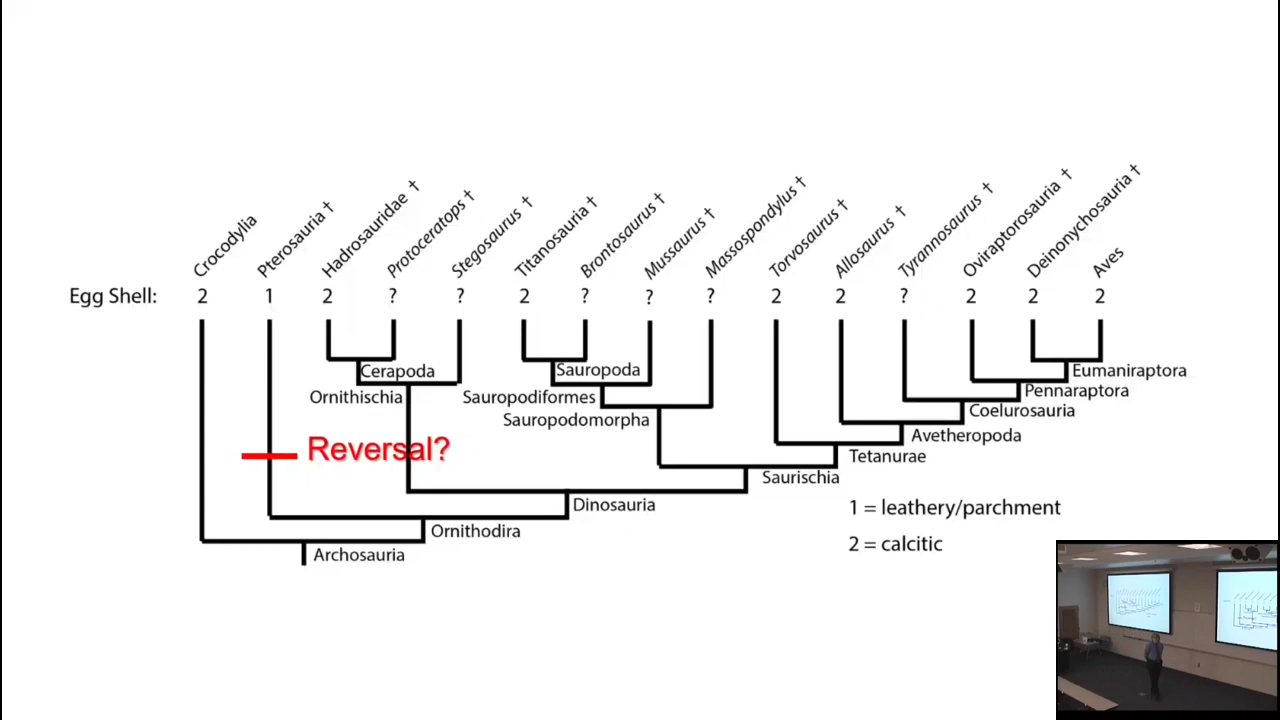 Crocodylia
Pterosauria †
Hadrosauridae †
Protoceratops †
Stegosaurus †
Titanosauria †
Brontosaurus †
Mussaurus †
Massospondylus †
Torvosaurus †
Allosaurus †
Tyrannosaurus †
Oviraptorosauria †
Deinonychosauria †
Aves
Egg Shell: 2 1 2 ? ? 2 ? ? ? 2 2 ? 2 2 2
Cerapoda
Sauropoda
Eumaniraptora
Ornithischia
Sauropodiformes
Pennaraptora
Coelurosauria
Sauropodomorpha
Avetheropoda
Reversal?
Tetanurae
Saurischia
Dinosauria
1 = leathery/parchment
Ornithodira
2 = calcitic
Archosauria